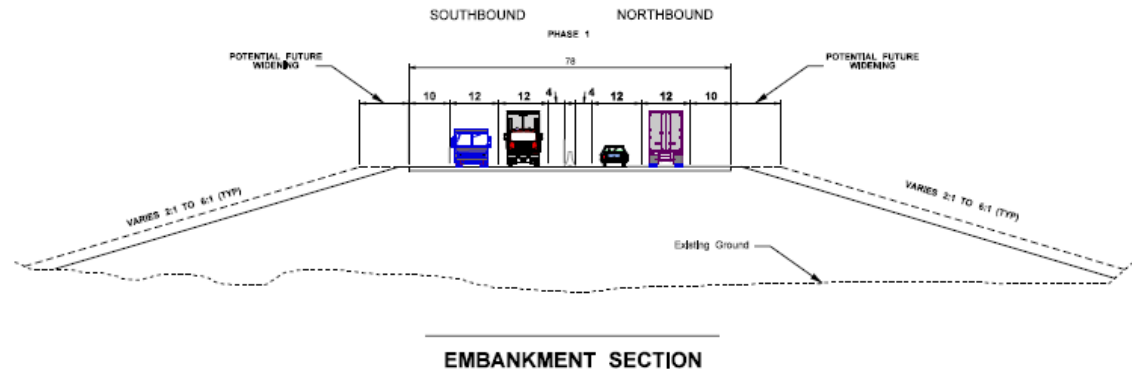 SOUTHBOUND NORTHBOUND
PHASE 1
POTENTIAL FUTURE
WIDENING
POTENTIAL FUTURE
WIDENING
78
10 12 12 4 4 12 12 10
VARIES 2:1 TO 6:1 (TYP)
VARIES 2:1 TO 6:1 (TYP)
Existing Ground
EMBANKMENT SECTION